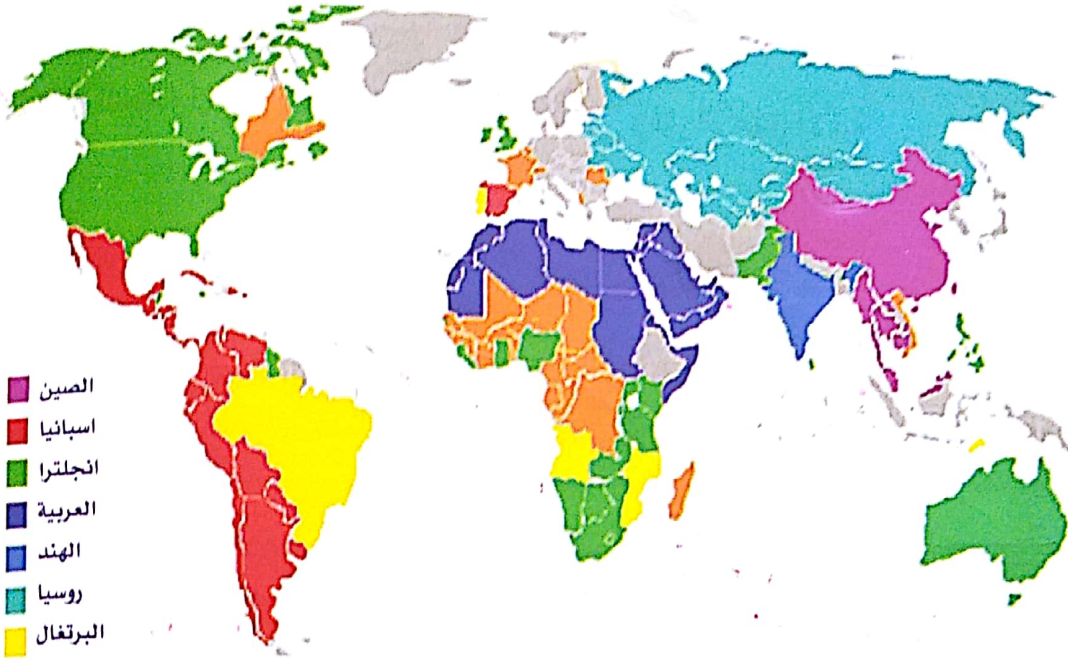 الصين
اسبانيا
انجلترا
العربية
الهند
روسيا
البرتغال